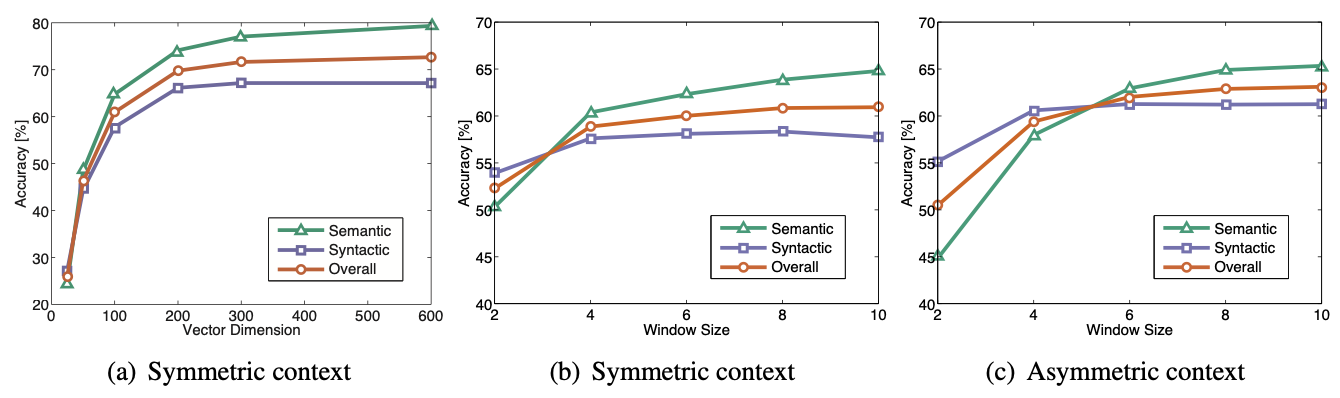 80
70
60
50
40
30
20
Accuracy [%]
0 100 200 300 400 500 600
Vector Dimension
Semantic
Syntactic
Overall
(a) Symmetric context
70
65
60
55
50
45
40
Accuracy [%]
2 4 6 8 10
Window Size
Semantic
Syntactic
Overall
(b) Symmetric context
70
65
60
55
50
45
40
Accuracy [%]
2 4 6 8 10
Window Size
Semantic
Syntactic
Overall
(c) Asymmetric context